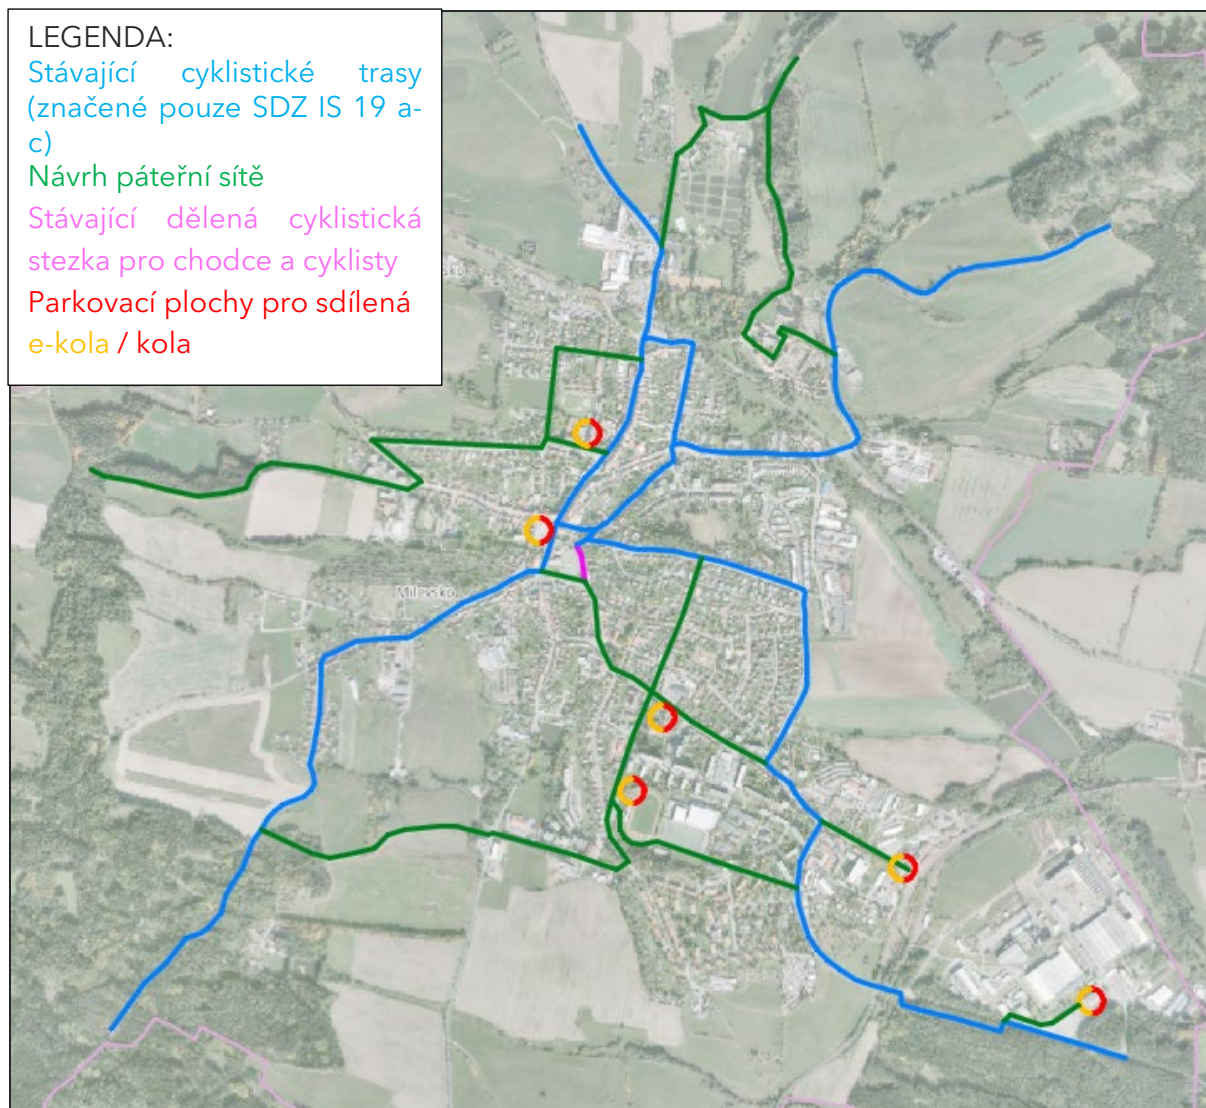 LEGENDA:
Stávající cyklistické trasy
(značené pouze SDZ IS 19 a-
c)
Návrh páteřní sítě
Stávající dělená cyklistická
stezka pro chodce a cyklisty
Parkovací plochy pro sdílená
e-kola / kola
Milevsko